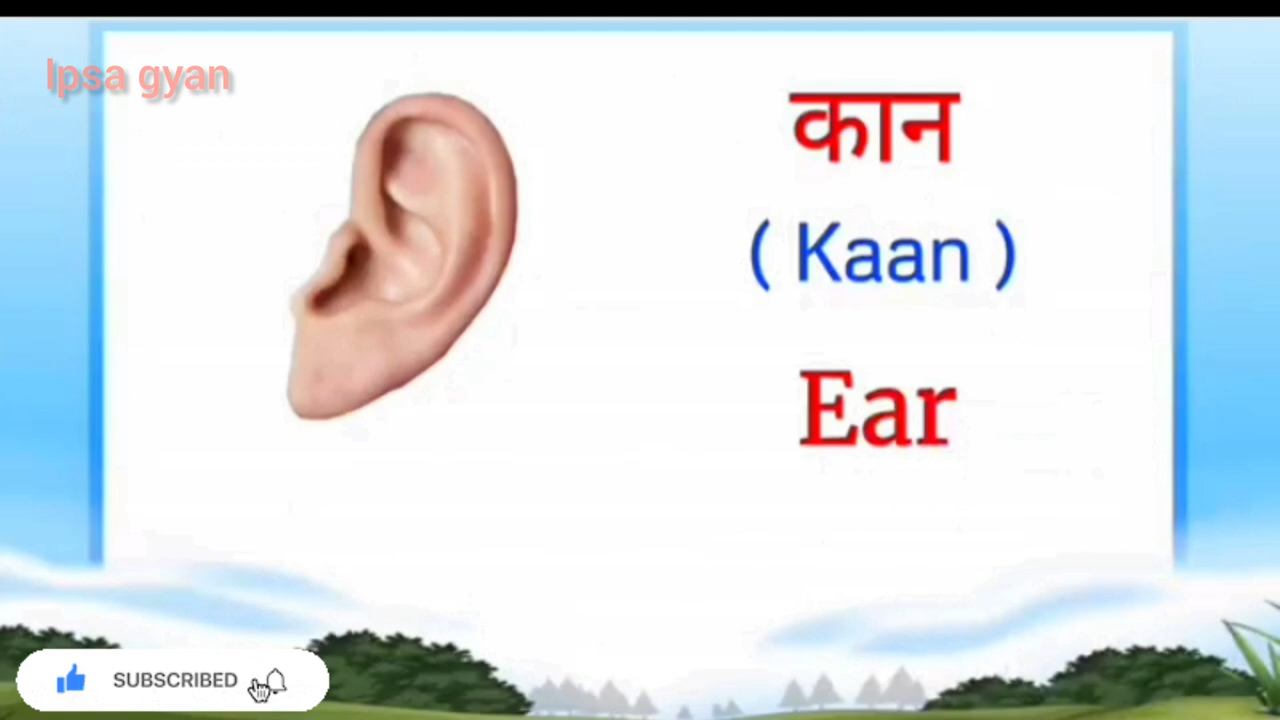 Ipsa gyan
कान
( Kaan )
Ear
SUBSCRIBED